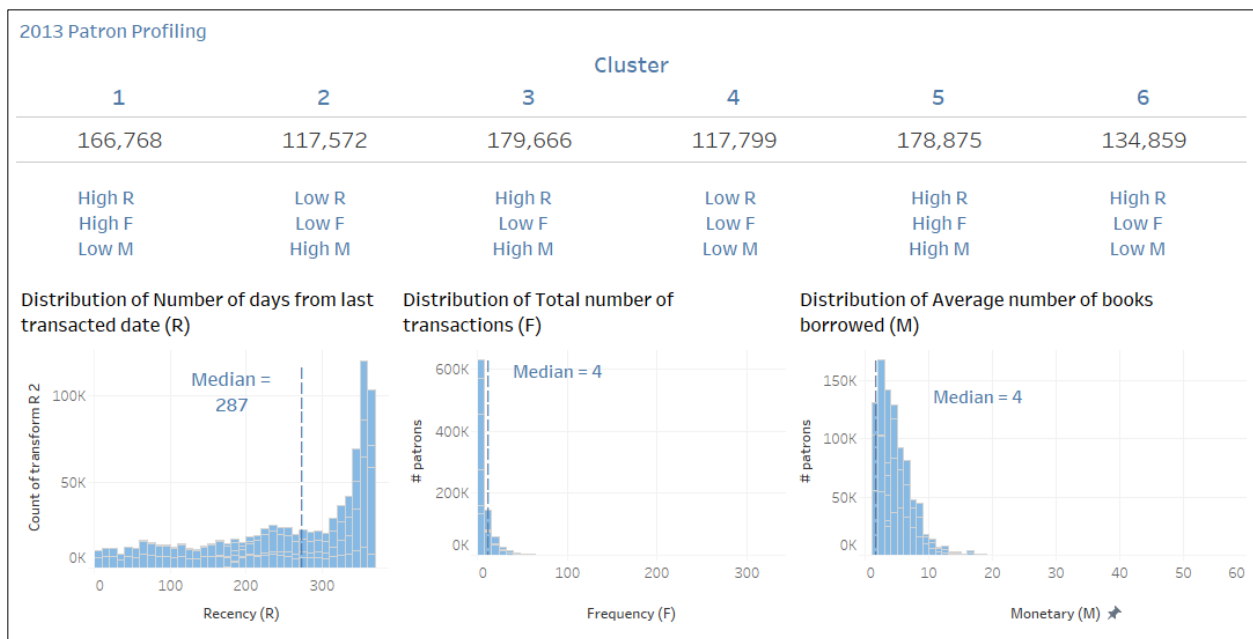 2013 Patron Profiling
Cluster
1 2 3 4 5 6
166,768 117,572 179,666 117,799 178,875 134,859
High R Low R High R Low R High R High R
High F Low F Low F Low F High F Low F
Low M High M High M Low M High M Low M
Distribution of Number of days from last
transacted date (R)
Median =
287
100K
50K
0K
Count of transform R 2
0 100 200 300
Recency (R)
Distribution of Total number of
transactions (F)
Median = 4
600K
400K
200K
0K
# patrons
0 100 200 300
Frequency (F)
Distribution of Average number of books
borrowed (M)
Median = 4
150K
100K
50K
0K
# patrons
0 10 20 30 40 50 60
Monetary (M)